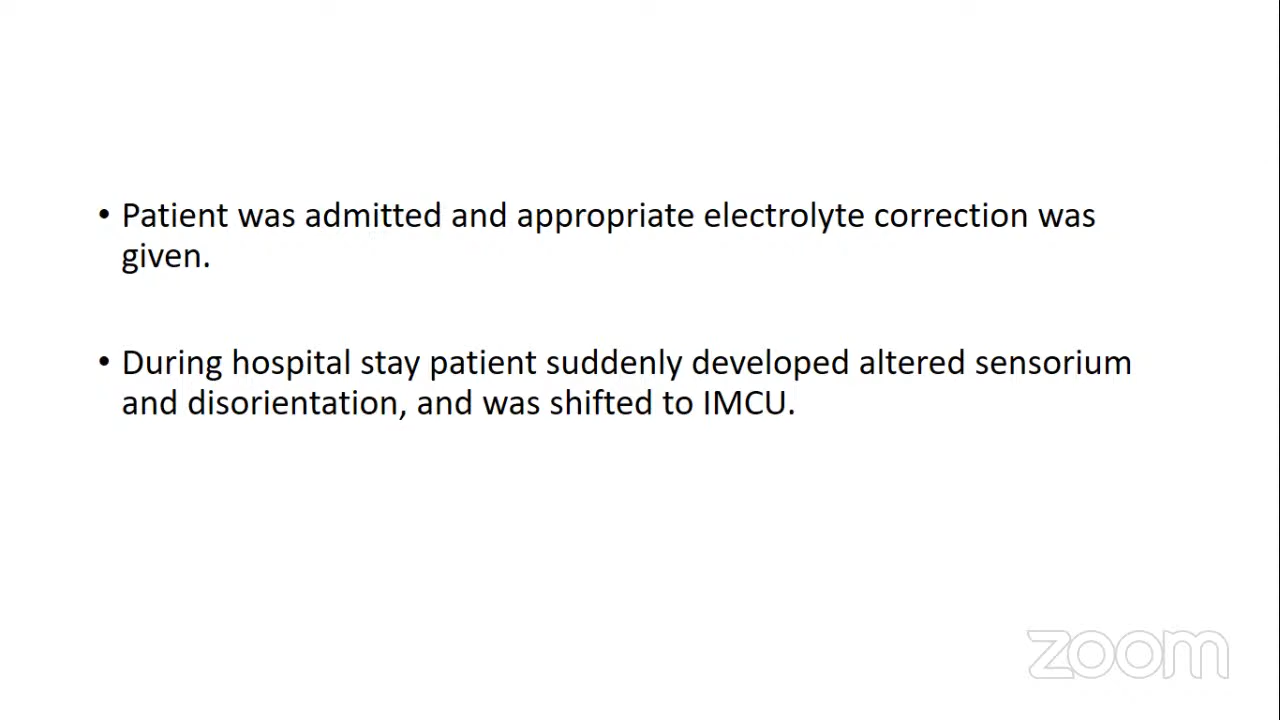 • Patient was admitted and appropriate electrolyte correction was
given.
• During hospital stay patient suddenly developed altered sensorium
and disorientation, and was shifted to IMCU.
zoom